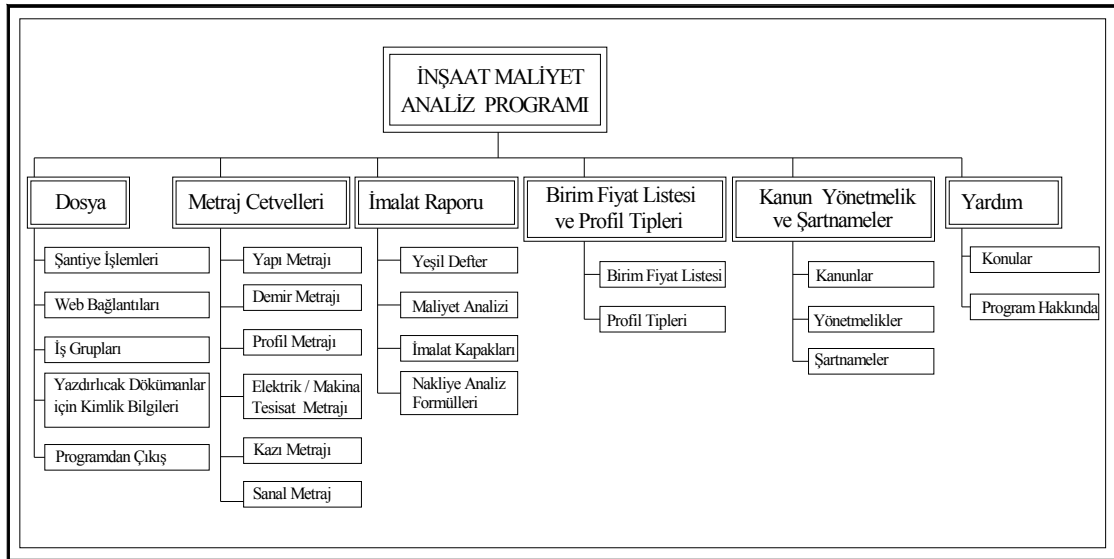 İNŞAAT MALİYET
ANALİZ PROGRAMI
Dosya
Şantiye İşlemleri
Web Bağlantıları
İş Grupları
Yazdırlıcak Dökümanlar
için Kimlik Bilgileri
Programdan Çıkış
Metraj Cetvelleri
Yapı Metrajı
Demir Metrajı
Profil Metrajı
Elektrik / Makina
Tesisat Metrajı
Kazı Metrajı
Sanal Metraj
İmalat Raporu
Yeşil Defter
Maliyet Analizi
İmalat Kapakları
Nakliye Analiz
Formülleri
Birim Fiyat Listesi
ve Profil Tipleri
Birim Fiyat Listesi
Profil Tipleri
Kanun Yönetmelik
ve Şartnameler
Kanunlar
Yönetmelikler
Şartnameler
Yardım
Konular
Program Hakkında